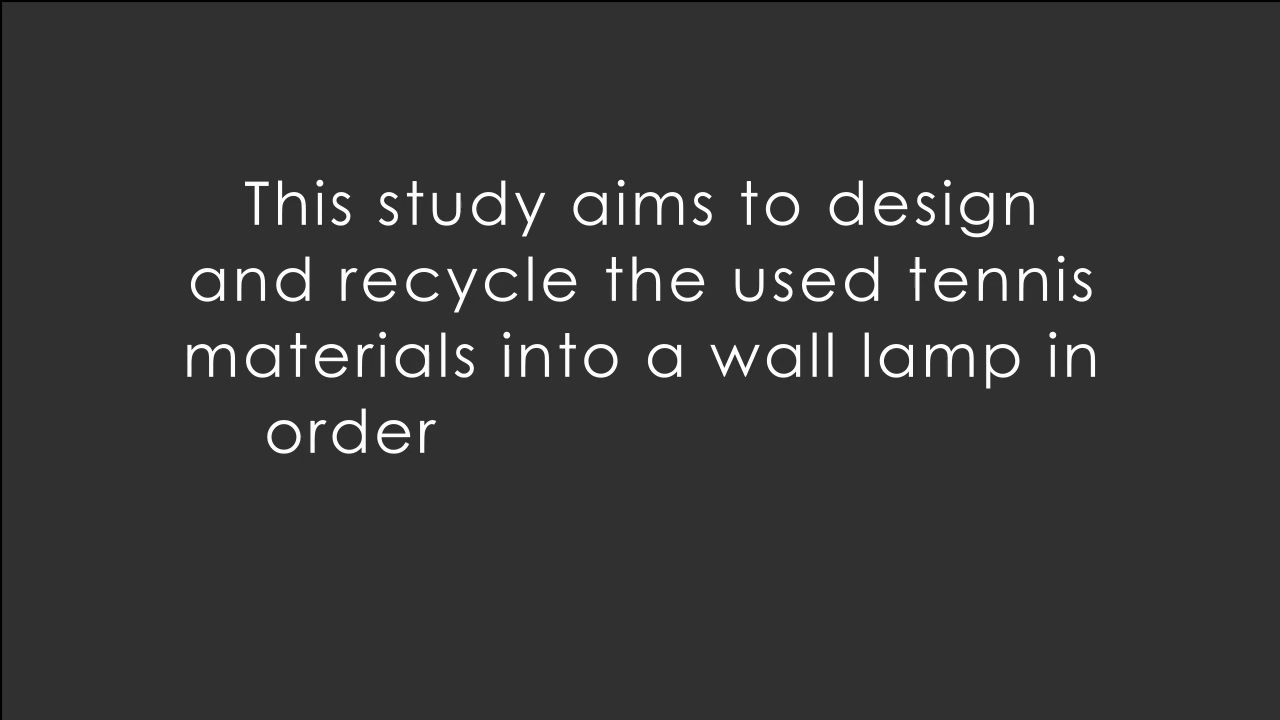 This study aims to design
and recycle the used tennis
materials into a wall lamp in
order